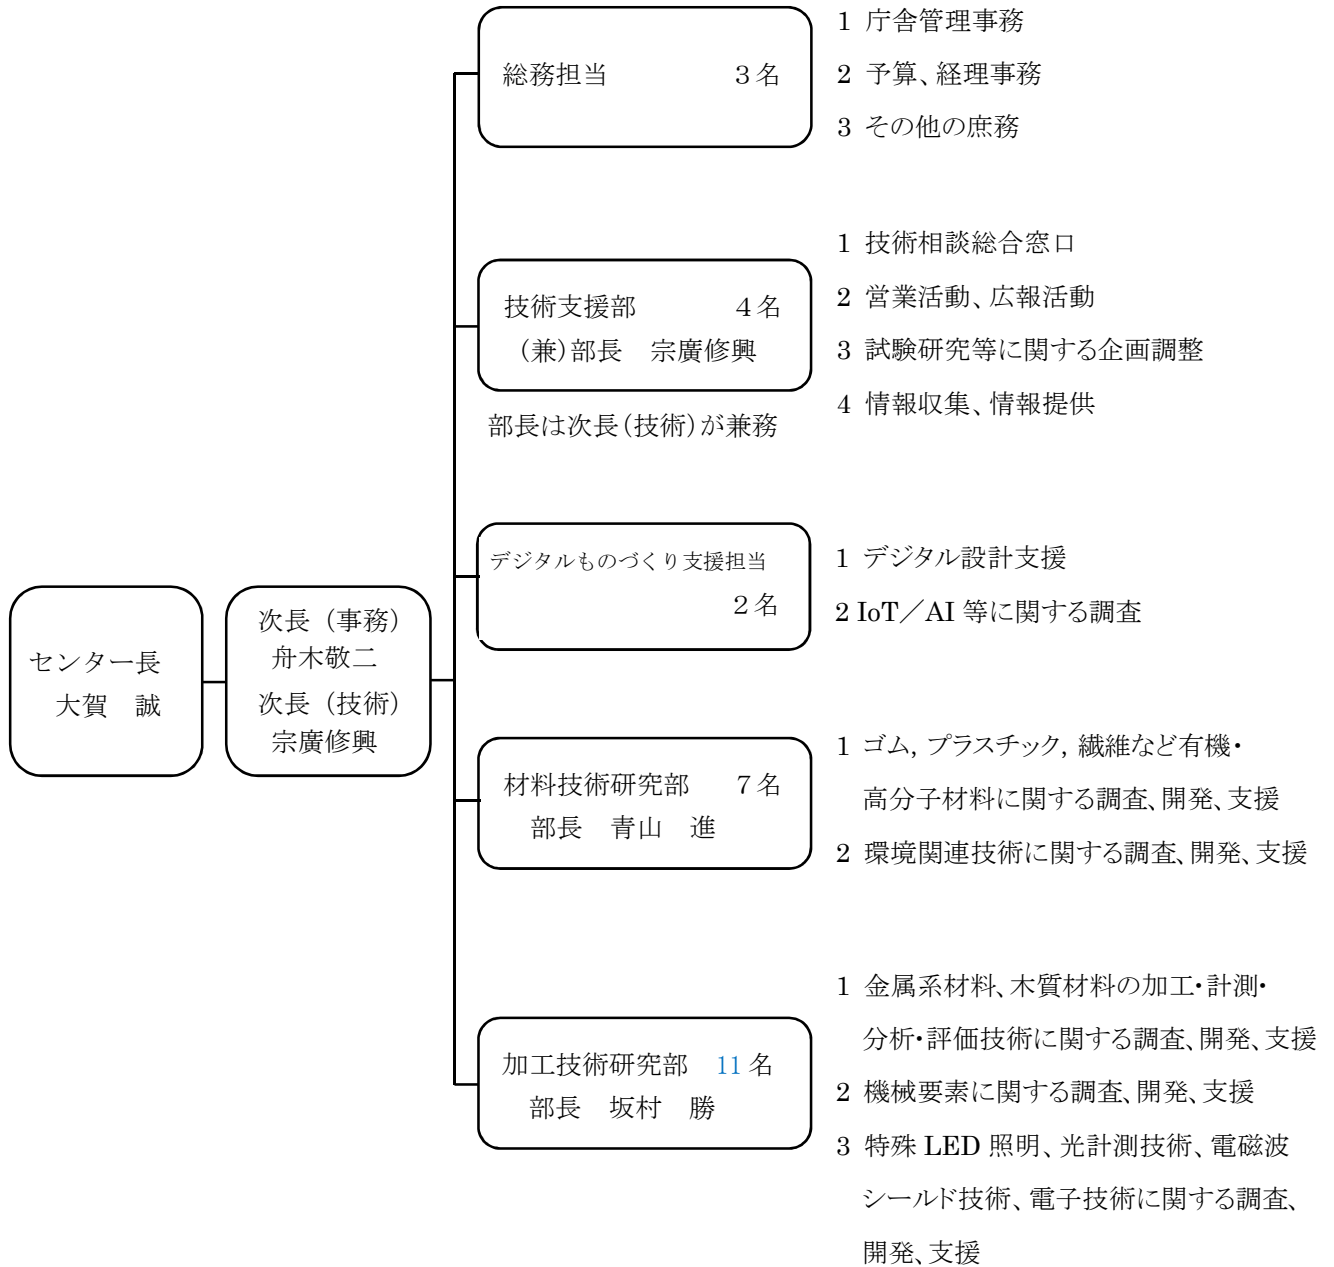 センター長
大賀　誠
次長（事務）
舟木敬二
次長（技術）
宗廣修興
総務担当　3名
1 庁舎管理事務
2 予算、経理事務
3 その他の庶務
技術支援部　4名
（兼）部長　宗廣修興
部長は次長（技術）が兼務
1 技術相談総合窓口
2 営業活動、広報活動
3 試験研究等に関する企画調整
4 情報収集、情報提供
デジタルものづくり支援担当
2名
1 デジタル設計支援
2 IoT／AI 等に関する調査
材料技術研究部　7名
部長　青山　進
1 ゴム, プラスチック, 繊維など有機・
高分子材料に関する調査、開発、支援
2 環境関連技術に関する調査、開発、支援
加工技術研究部　11名
部長　坂村　勝
1 金属系材料、木質材料の加工・計測・
分析・評価技術に関する調査、開発、支援
2 機械要素に関する調査、開発、支援
3 特殊 LED 照明、光計測技術、電磁波
シールド技術、電子技術に関する調査、
開発、支援